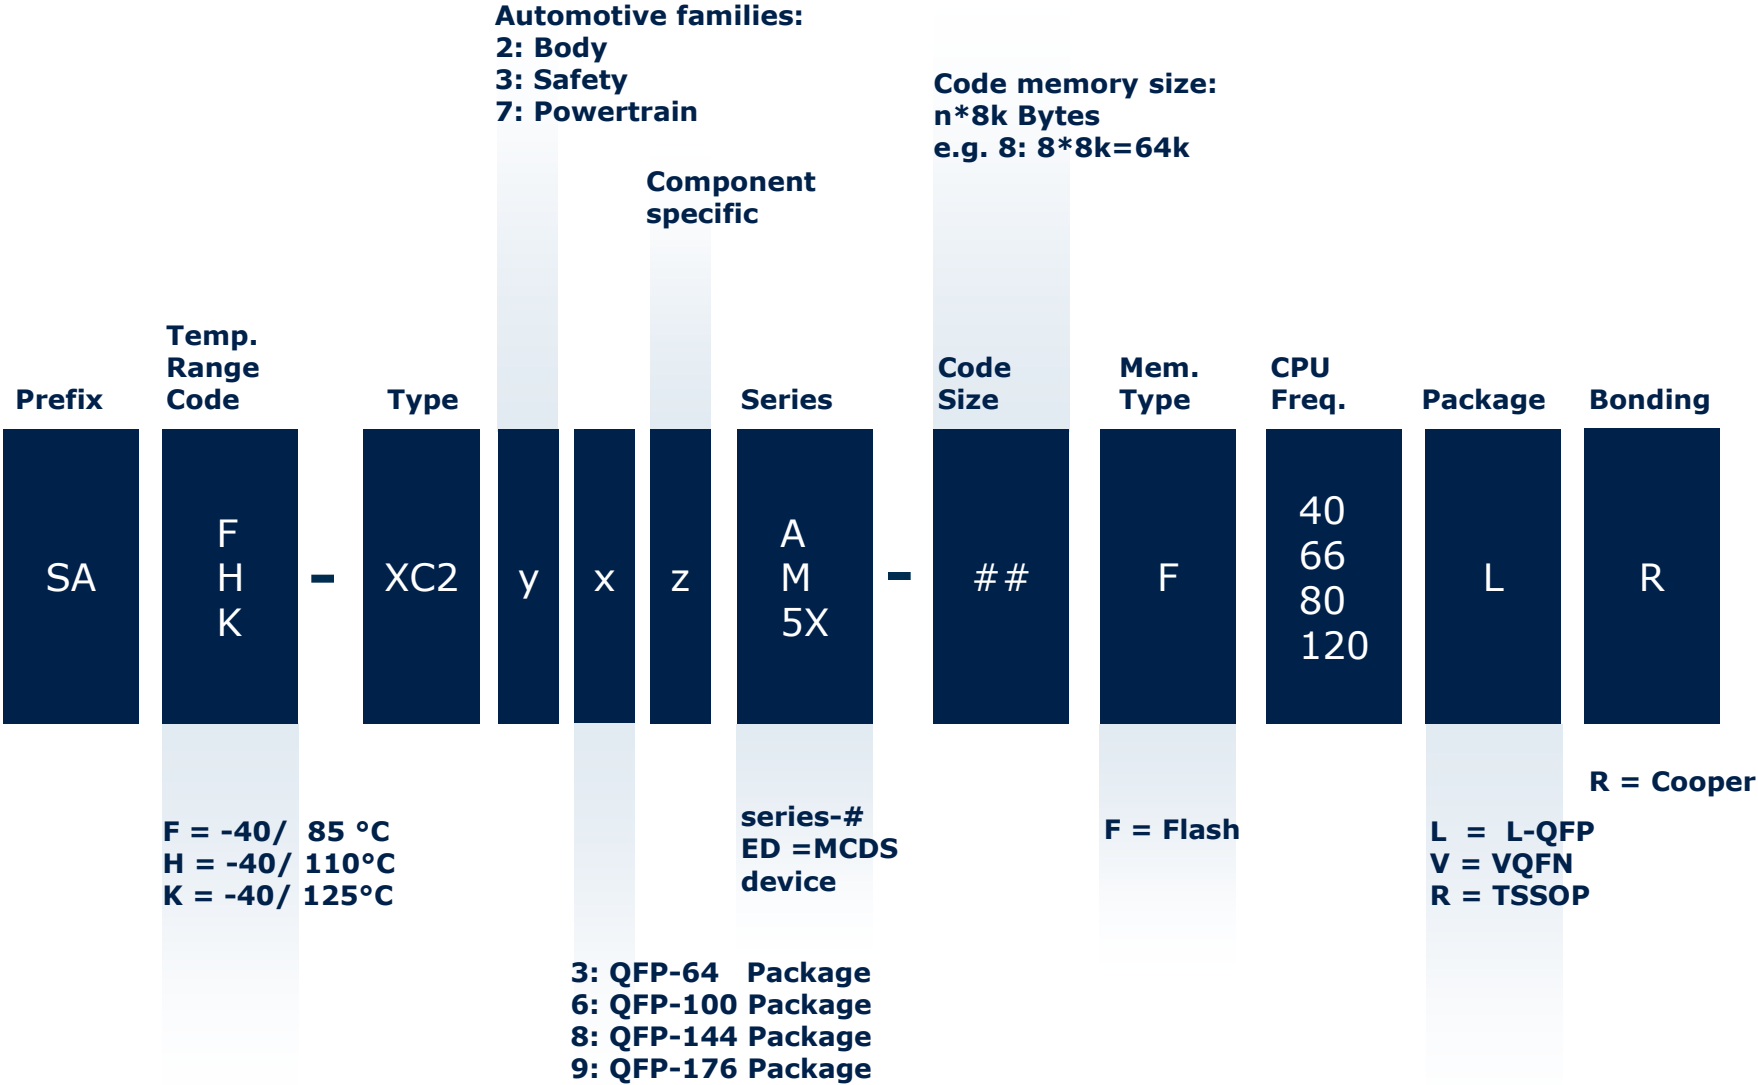 Automotive families:
2: Body
3: Safety
7: Powertrain
Code memory size:
n*8k Bytes
e.g. 8: 8*8k=64k
Component
specific
Prefix
Temp.
Range
Code
Type
Series
Code
Size
Mem.
Type
CPU
Freq.
Package
Bonding
SA
F
H
K
-
XC2
y
x
z
A
M
5X
-
##
F
40
66
80
120
L
R
F = -40/ 85 °C
H = -40/ 110°C
K = -40/ 125°C
3: QFP-64 Package
6: QFP-100 Package
8: QFP-144 Package
9: QFP-176 Package
series-#
ED =MCDS
device
F = Flash
L = L-QFP
V = VQFN
R = TSSOP
R = Cooper